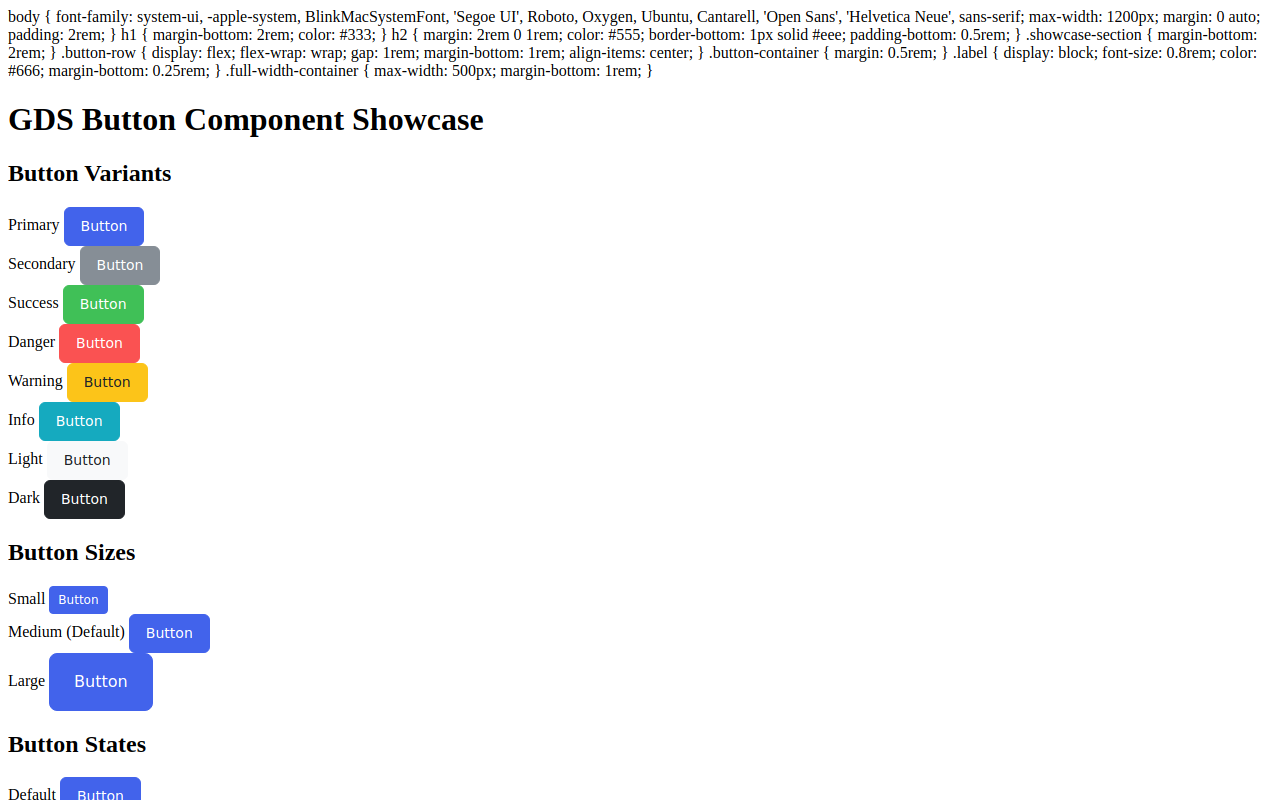 body { font-family: system-ui, -apple-system, BlinkMacSystemFont, 'Segoe UI', Roboto, Oxygen, Ubuntu, Cantarell, 'Open Sans', 'Helvetica Neue', sans-serif; max-width: 1200px; margin: 0 auto;
padding: 2rem; } h1 { margin-bottom: 2rem; color: #333; } h2 { margin: 2rem 0 1rem; color: #555; border-bottom: 1px solid #eee; padding-bottom: 0.5rem; } .showcase-section { margin-bottom:
2rem; } .button-row { display: flex; flex-wrap: wrap; gap: 1rem; margin-bottom: 1rem; align-items: center; } .button-container { margin: 0.5rem; } .label { display: block; font-size: 0.8rem; color:
#666; margin-bottom: 0.25rem; } .full-width-container { max-width: 500px; margin-bottom: 1rem; }
GDS Button Component Showcase
Button Variants
Primary Button
Secondary Button
Success Button
Danger Button
Warning Button
Info Button
Light Button
Dark Button
Button Sizes
Small Button
Medium (Default) Button
Large Button
Button States
Default Button